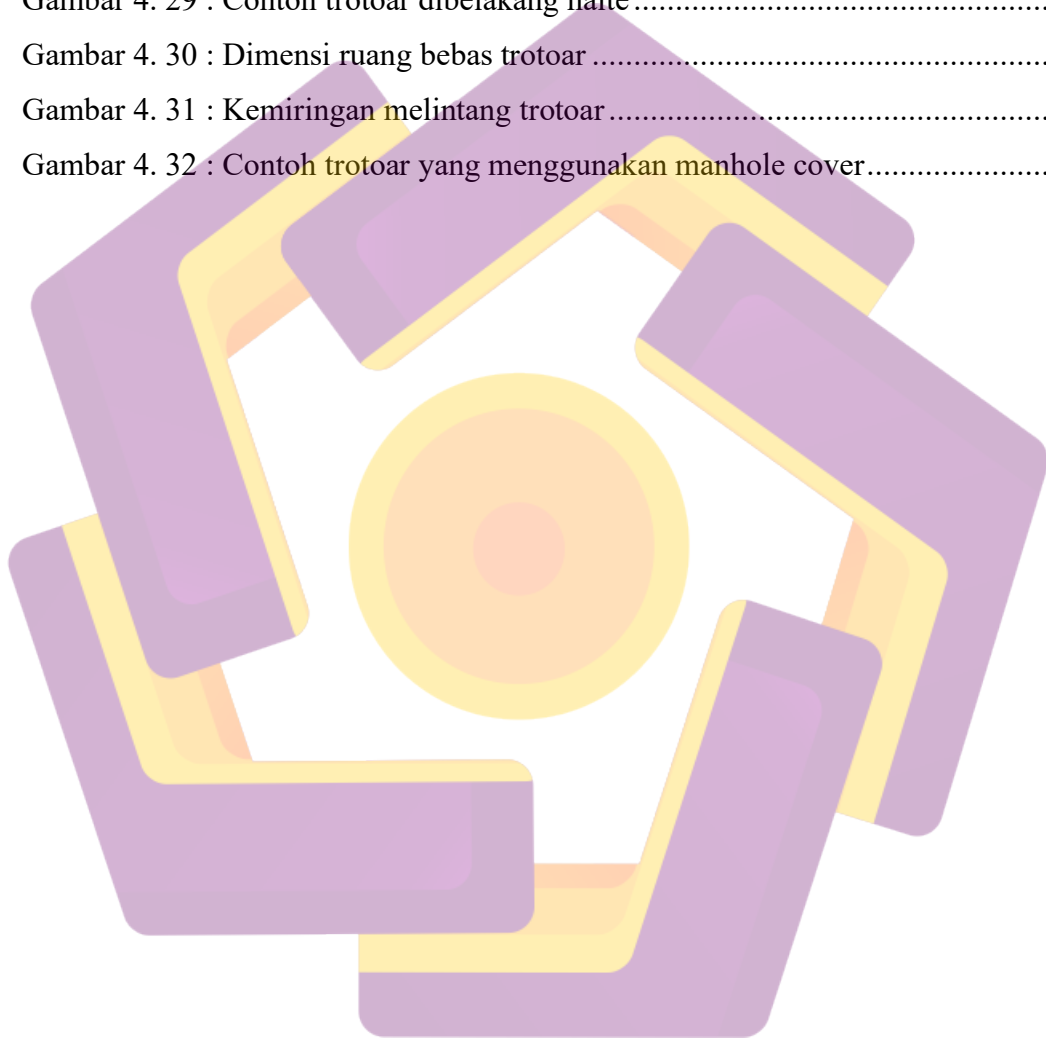 Gambar 4. 29 : Contoh trotoar dibelakang halte....................................................
Gambar 4. 30 : Dimensi ruang bebas trotoar .........................................................
Gambar 4. 31 : Kemiringan melintang trotoar.......................................................
Gambar 4. 32 : Contoh trotoar yang menggunakan manhole cover......................